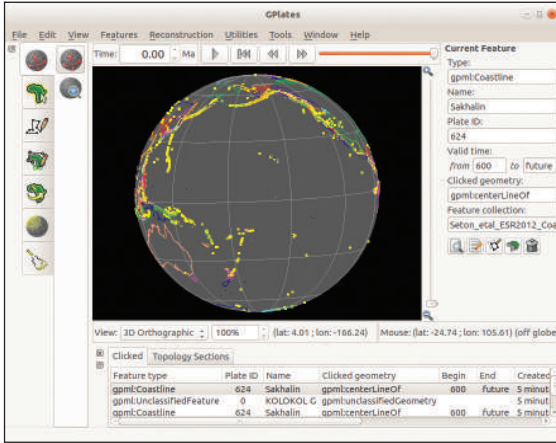 GPlates
File Edit View Features Reconstruction Utilities Tools Window Help
Time: 0.00 Ma
Current Feature
Type:
gpml:Coastline
Name:
Sakhalin
Plate ID:
624
Valid time:
from 600 to future
Clicked geometry:
gpml:centerLineOf
Feature collection:
Seton_etal_ESR2012_Coa
View: 3D Orthographic 100% (lat: 4.01 ; lon: -166.24) Mouse: (lat: -24.74 ; lon: 105.61) (off globe
Clicked Topology Sections
Feature type Plate ID Name Clicked geometry Begin End Created
gpml:Coastline 624 Sakhalin gpml:centerLineOf 600 future 5 minut
gpml:UnclassifiedFeature 0 KOLOKOL G gpml:unclassifiedGeometry 5 minut
gpml:Coastline 624 Sakhalin gpml:centerLineOf 600 future 5 minut